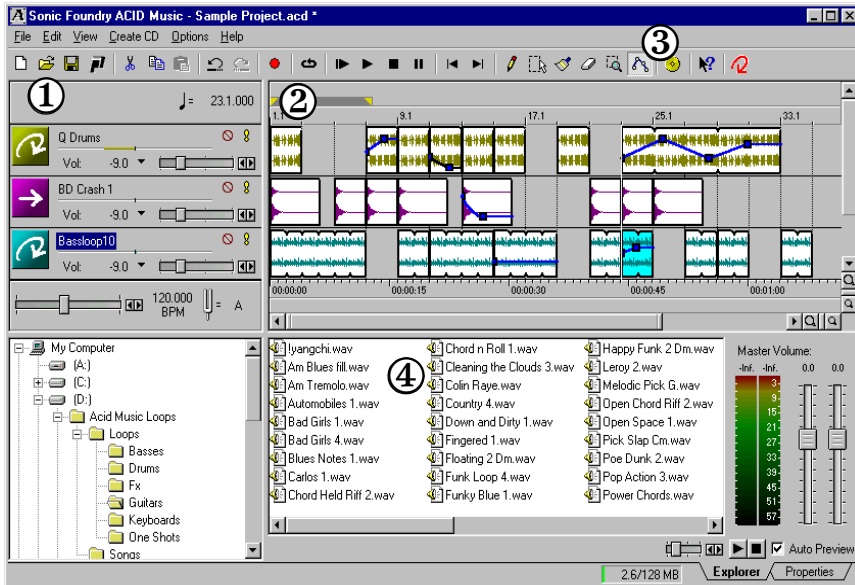 Sonic Foundry ACID Music - Sample Project.acd *
File Edit View Create CD Options Help
3
1
♩= 23.1.000
2
1.1 9.1 17.1 25.1 33.1
Q Drums
Vol: -9.0
BD Crash 1
Vol: -9.0
Bassloop10
Vol: -9.0
120.000
BPM
= A
00:00:00 00:00:15 00:00:30 00:00:45 00:01:00
My Computer
(A:)
(C:)
(D:)
Acid Music Loops
Loops
Basses
Drums
Fx
Guitars
Keyboards
One Shots
Songs
4
!yangchi.wav
Am Blues fill.wav
Am Tremolo.wav
Automobiles 1.wav
Bad Girls 1.wav
Bad Girls 4.wav
Blues Notes 1.wav
Carlos 1.wav
Chord Held Riff 2.wav
Chord n Roll 1.wav
Cleaning the Clouds 3.wav
Colin Raye.wav
Country 4.wav
Down and Dirty 1.wav
Fingered 1.wav
Floating 2 Dm.wav
Funk Loop 4.wav
Funky Blue 1.wav
Happy Funk 2 Dm.wav
Leroy 2.wav
Melodic Pick G.wav
Open Chord Riff 2.wav
Open Space 1.wav
Pick Slap Cm.wav
Poe Dunk 2.wav
Pop Action 3.wav
Power Chords.wav
Master Volume:
-Inf. -Inf. 0.0 0.0
3
9
15
21
27
33
39
45
51
57
Auto Preview
2.6/128 MB
Explorer Properties